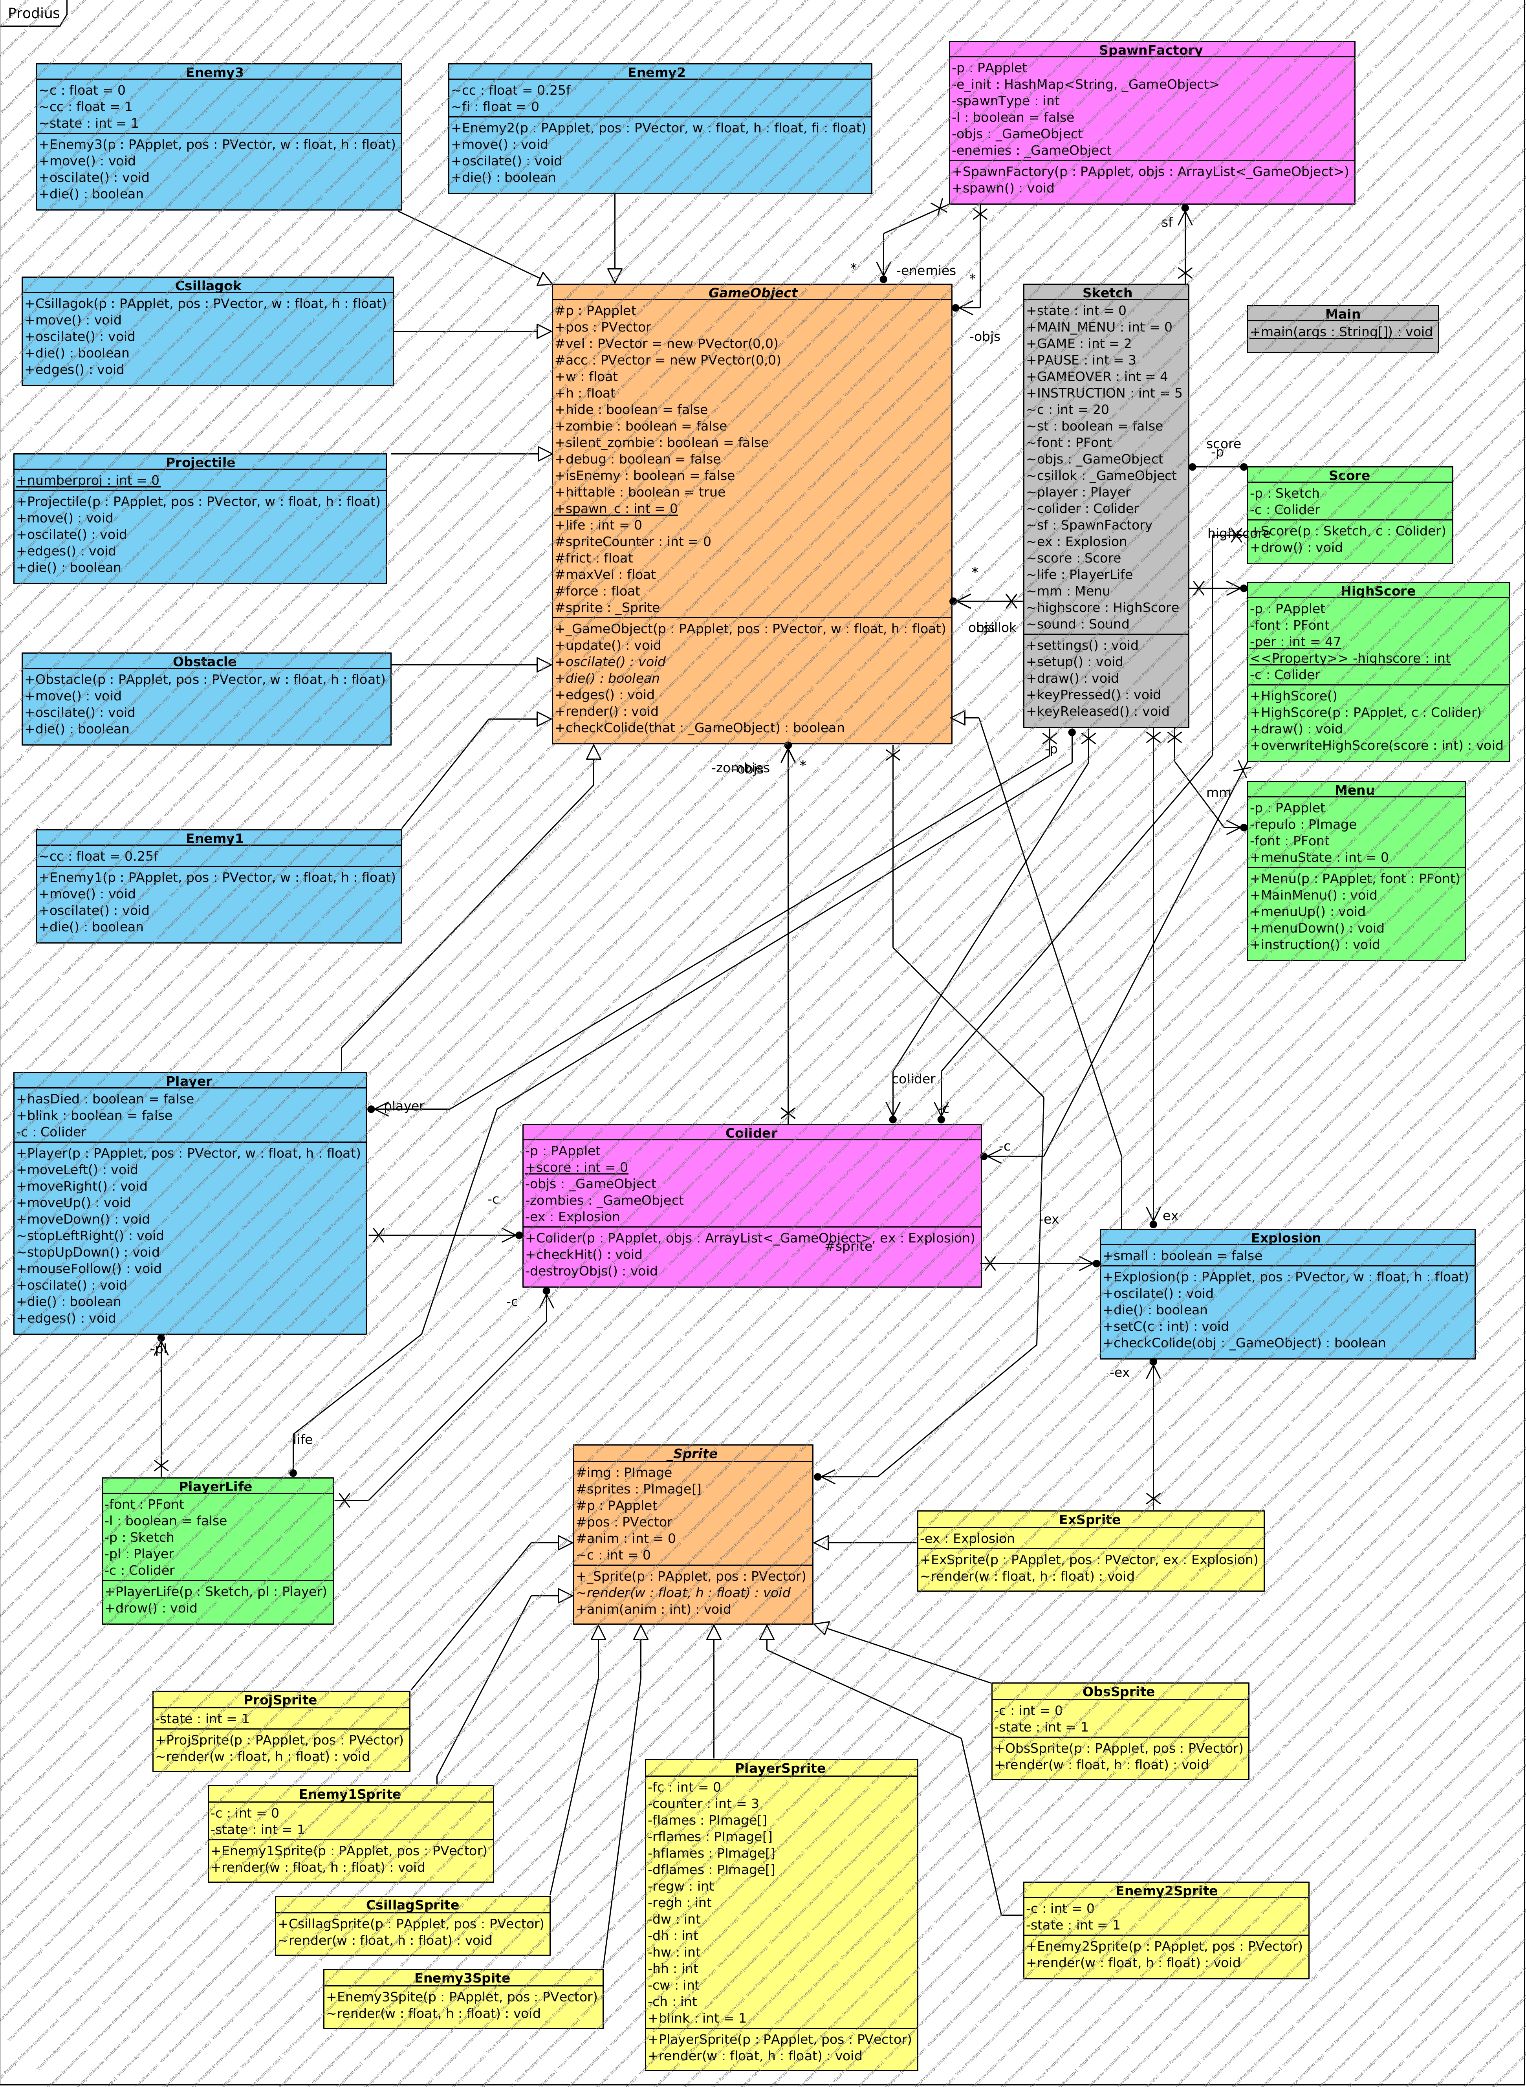 Prodius
Enemy3
~c : float = 0
~cc : float = 1
~state : int = 1
+Enemy3(p : PApplet, pos : PVector, w : float, h : float)
+move() : void
+oscilate() : void
+die() : boolean
Enemy2
~cc : float = 0.25f
~fi : float = 0
+Enemy2(p : PApplet, pos : PVector, w : float, h : float, fi : float)
+move() : void
+oscilate() : void
+die() : boolean
SpawnFactory
-p : PApplet
-e_init : HashMap<String, _GameObject>
-spawnType : int
-l : boolean = false
-objs : _GameObject
-enemies : _GameObject
+SpawnFactory(p : PApplet, objs : ArrayList<_GameObject>)
+spawn() : void
sf
*
-enemies
*
-objs
Csillagok
+Csillagok(p : PApplet, pos : PVector, w : float, h : float)
+move() : void
+oscilate() : void
+die() : boolean
+edges() : void
_GameObject
#p : PApplet
+pos : PVector
#vel : PVector = new PVector(0,0)
#acc : PVector = new PVector(0,0)
+w : float
+h : float
+hide : boolean = false
+zombie : boolean = false
+silent_zombie : boolean = false
+debug : boolean = false
+isEnemy : boolean = false
+hittable : boolean = true
+spawn_c : int = 0
+life : int = 0
#spriteCounter : int = 0
#frict : float
#maxVel : float
#force : float
#sprite : _Sprite
+_GameObject(p : PApplet, pos : PVector, w : float, h : float)
+update() : void
+oscilate() : void
+die() : boolean
+edges() : void
+render() : void
+checkColide(that : _GameObject) : boolean
Sketch
+state : int = 0
+MAIN_MENU : int = 0
+GAME : int = 2
+PAUSE : int = 3
+GAMEOVER : int = 4
+INSTRUCTION : int = 5
~c : int = 20
~st : boolean = false
~font : PFont
~objs : _GameObject
~csillok : _GameObject
~player : Player
~colider : Colider
~sf : SpawnFactory
~ex : Explosion
~score : Score
~life : PlayerLife
~mm : Menu
~highscore : HighScore
~sound : Sound
+settings() : void
+setup() : void
+draw() : void
+keyPressed() : void
+keyReleased() : void
Main
+main(args : String[]) : void
score
-p
Score
-p : Sketch
-c : Colider
+Score(p : Sketch, c : Colider)
+drow() : void
highscore
HighScore
-p : PApplet
-font : PFont
-per : int = 47
<<Property>> -highscore : int
-c : Colider
+HighScore()
+HighScore(p : PApplet, c : Colider)
+draw() : void
+overwriteHighScore(score : int) : void
Projectile
+numberproj : int = 0
+Projectile(p : PApplet, pos : PVector, w : float, h : float)
+move() : void
+oscilate() : void
+edges() : void
+die() : boolean
*
objs
csillok
Obstacle
+Obstacle(p : PApplet, pos : PVector, w : float, h : float)
+move() : void
+oscilate() : void
+die() : boolean
-zombies
-objs
*
-p
mm
Menu
-p : PApplet
-repulo : PImage
-font : PFont
+menuState : int = 0
+Menu(p : PApplet, font : PFont)
+MainMenu() : void
+menuUp() : void
+menuDown() : void
+instruction() : void
Enemy1
~cc : float = 0.25f
+Enemy1(p : PApplet, pos : PVector, w : float, h : float)
+move() : void
+oscilate() : void
+die() : boolean
Player
+hasDied : boolean = false
+blink : boolean = false
-c : Colider
+Player(p : PApplet, pos : PVector, w : float, h : float)
+moveLeft() : void
+moveRight() : void
+moveUp() : void
+moveDown() : void
~stopLeftRight() : void
~stopUpDown() : void
+mouseFollow() : void
+oscilate() : void
+die() : boolean
+edges() : void
player
colider
-c
-c
-c
-c
Colider
-p : PApplet
+score : int = 0
-objs : _GameObject
-zombies : _GameObject
-ex : Explosion
+Colider(p : PApplet, objs : ArrayList<_GameObject>, ex : Explosion)
+checkHit() : void
-destroyObjs() : void
#sprite
-ex
ex
Explosion
+small : boolean = false
+Explosion(p : PApplet, pos : PVector, w : float, h : float)
+oscilate() : void
+die() : boolean
+setC(c : int) : void
+checkColide(obj : _GameObject) : boolean
-ex
-pl
life
PlayerLife
-font : PFont
-l : boolean = false
-p : Sketch
-pl : Player
-c : Colider
+PlayerLife(p : Sketch, pl : Player)
+drow() : void
_Sprite
#img : PImage
#sprites : PImage[]
#p : PApplet
#pos : PVector
#anim : int = 0
~c : int = 0
+_Sprite(p : PApplet, pos : PVector)
~render(w : float, h : float) : void
+anim(anim : int) : void
ExSprite
-ex : Explosion
+ExSprite(p : PApplet, pos : PVector, ex : Explosion)
~render(w : float, h : float) : void
ProjSprite
-state : int = 1
+ProjSprite(p : PApplet, pos : PVector)
~render(w : float, h : float) : void
Enemy1Sprite
-c : int = 0
-state : int = 1
+Enemy1Sprite(p : PApplet, pos : PVector)
+render(w : float, h : float) : void
CsillagSprite
+CsillagSprite(p : PApplet, pos : PVector)
~render(w : float, h : float) : void
Enemy3Spite
+Enemy3Spite(p : PApplet, pos : PVector)
~render(w : float, h : float) : void
PlayerSprite
-fc : int = 0
-counter : int = 3
-flames : PImage[]
-rflames : PImage[]
-hflames : PImage[]
-dflames : PImage[]
-regw : int
-regh : int
-dw : int
-dh : int
-hw : int
-hh : int
-cw : int
-ch : int
+blink : int = 1
+PlayerSprite(p : PApplet, pos : PVector)
+render(w : float, h : float) : void
ObsSprite
-c : int = 0
-state : int = 1
+ObsSprite(p : PApplet, pos : PVector)
+render(w : float, h : float) : void
Enemy2Sprite
-c : int = 0
-state : int = 1
+Enemy2Sprite(p : PApplet, pos : PVector)
+render(w : float, h : float) : void